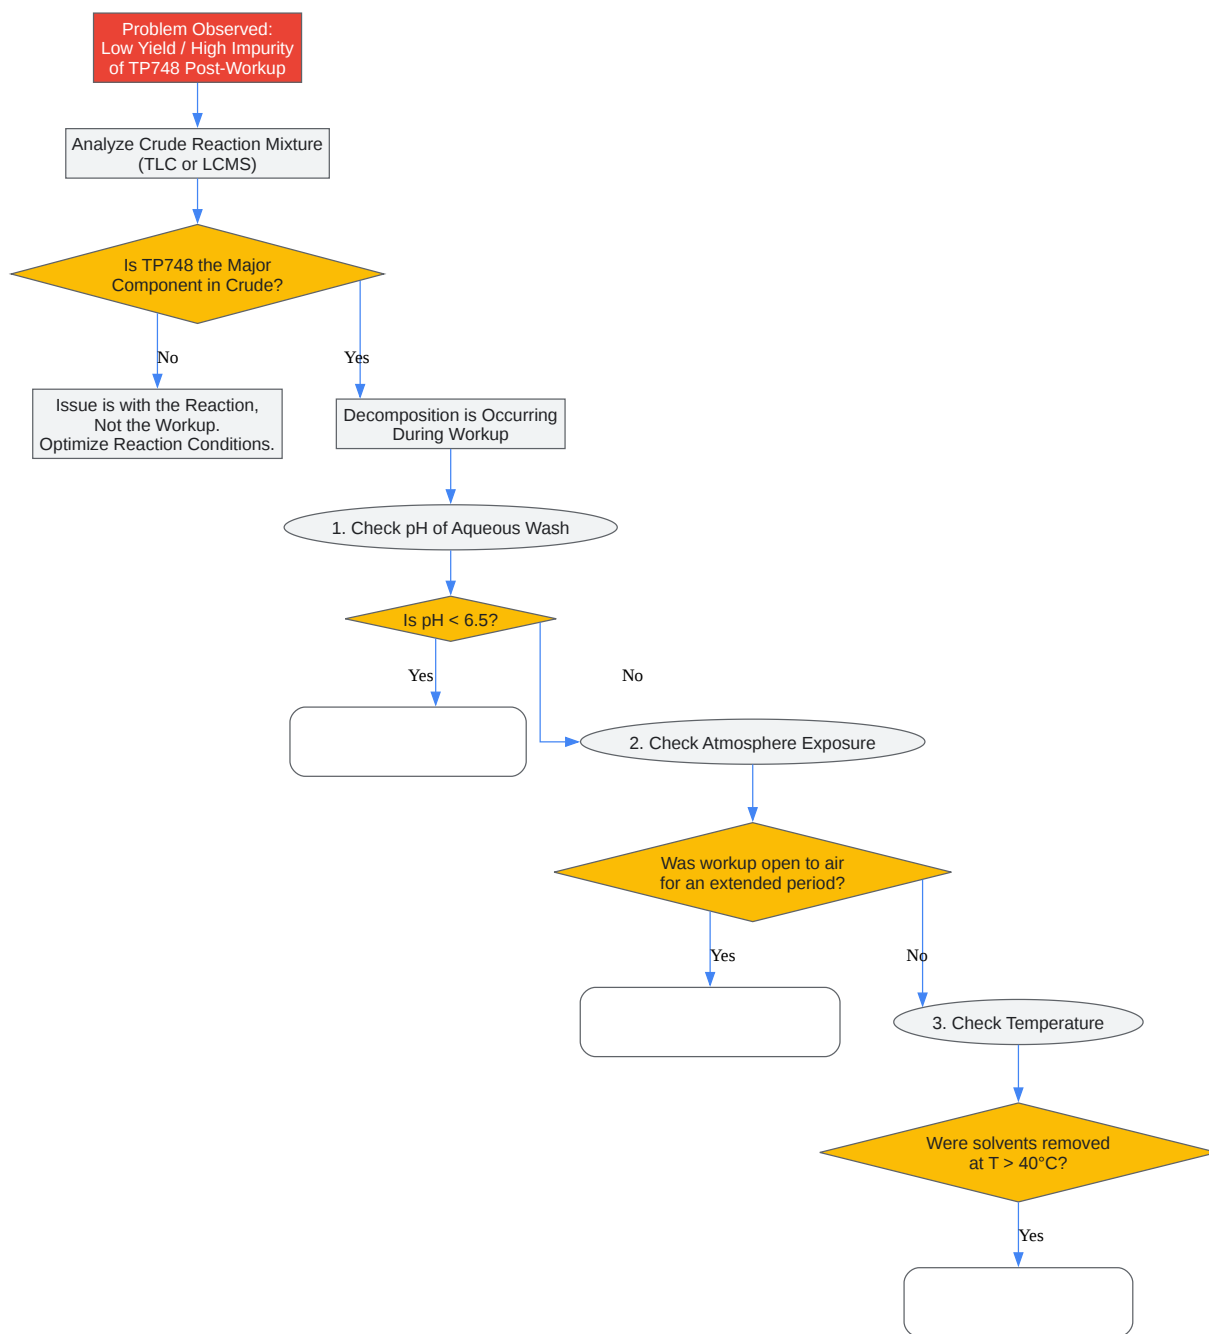 Problem Observed:
Low Yield / High Impurity
of TP748 Post-Workup
Analyze Crude Reaction Mixture
(TLC or LCMS)
Is TP748 the Major
Component in Crude?
No
Yes
Issue is with the Reaction,
Not the Workup.
Optimize Reaction Conditions.
Decomposition is Occurring
During Workup
1. Check pH of Aqueous Wash
Is pH < 6.5?
Yes
No
2. Check Atmosphere Exposure
Was workup open to air
for an extended period?
Yes
No
3. Check Temperature
Were solvents removed
at T > 40°C?
Yes